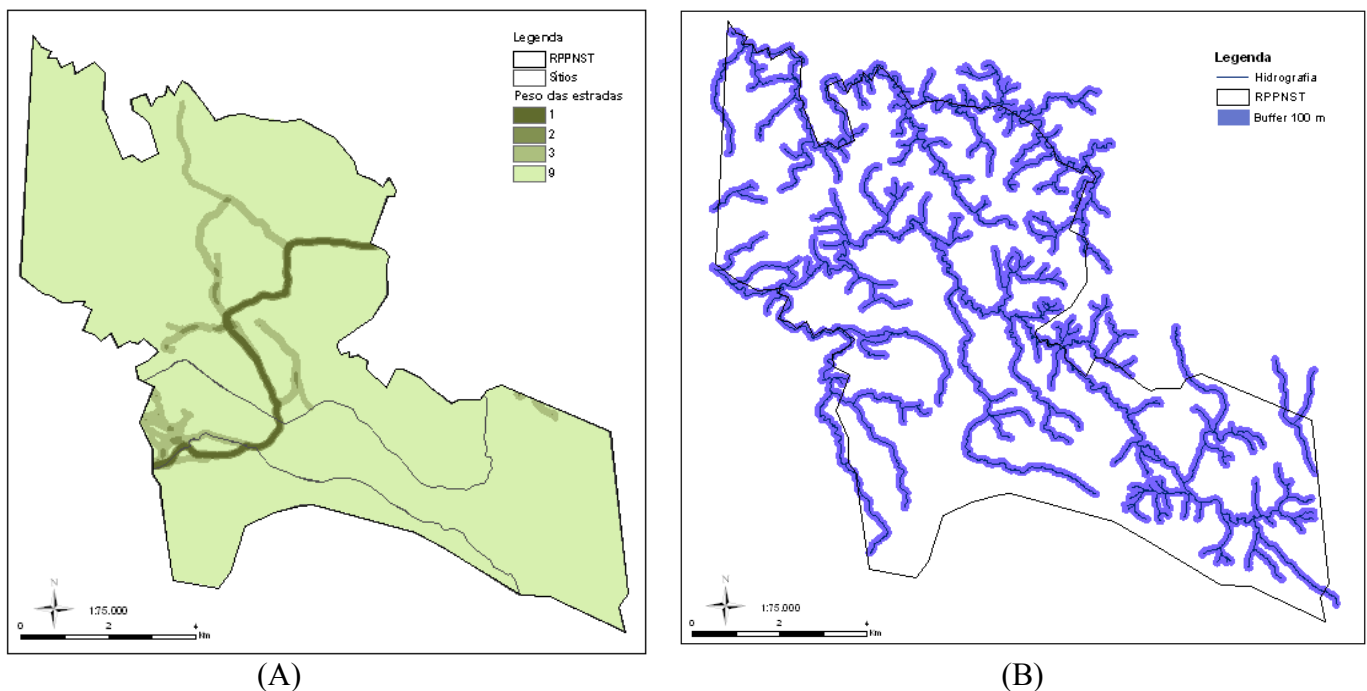 Legenda
RPPNST
Sítios
Peso das estradas
1
2
3
9
N
1:75.000
0 2 4
Km
(A)
Legenda
Hidrografia
RPPNST
Buffer 100 m
N
1:75.000
0 2 4
Km
(B)